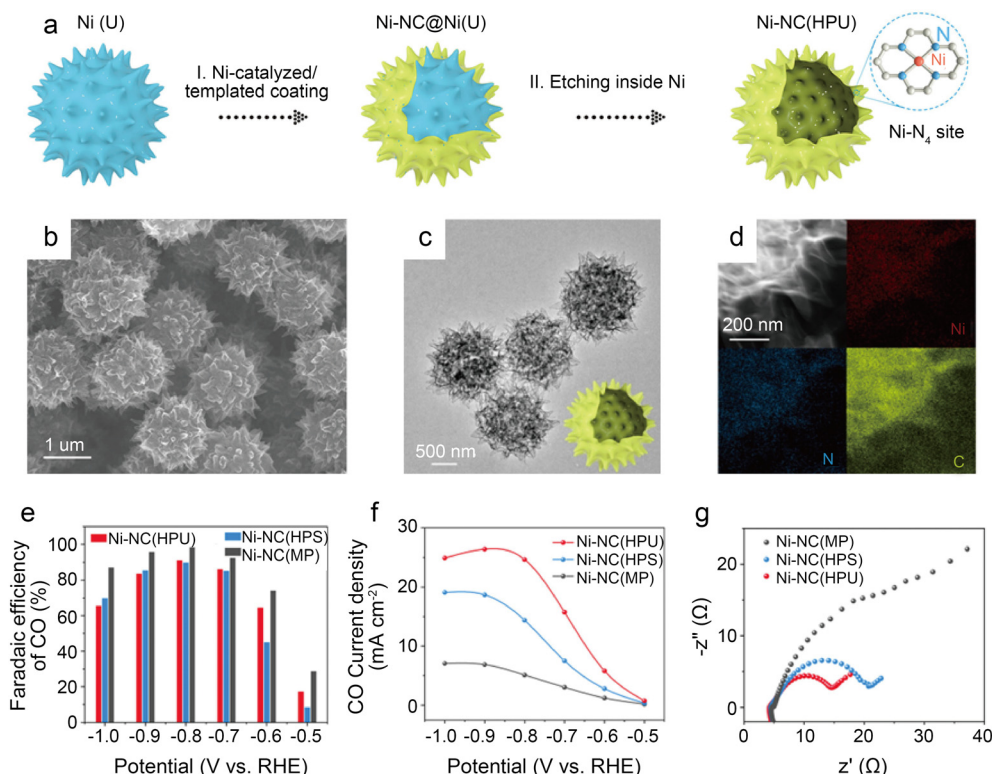 a
Ni (U)
Ni-NC@Ni(U)
Ni-NC(HPU)
I. Ni-catalyzed/
templated coating
II. Etching inside Ni
N
Ni
Ni-N4 site
b
1 um
c
500 nm
d
200 nm
Ni
N
C
e
Ni-NC(HPU)
Ni-NC(HPS)
Ni-NC(MP)
Faradaic efficiency
of CO (%)
100
80
60
40
20
0
-1.0 -0.9 -0.8 -0.7 -0.6 -0.5
Potential (V vs. RHE)
f
Ni-NC(HPU)
Ni-NC(HPS)
Ni-NC(MP)
CO Current density
(mA cm-2)
30
20
10
0
-1.0 -0.9 -0.8 -0.7 -0.6 -0.5
Potential (V vs. RHE)
g
Ni-NC(MP)
Ni-NC(HPS)
Ni-NC(HPU)
-z" (Ω)
20
10
0
0 10 20 30 40
z' (Ω)